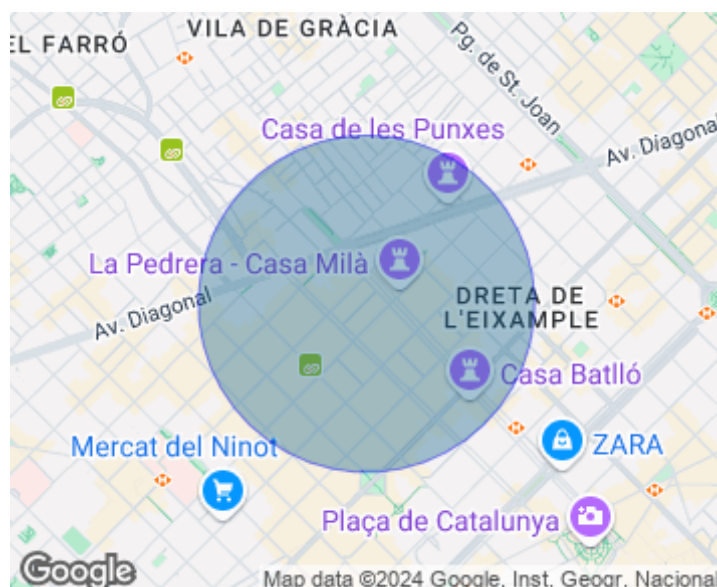 VILA DE GRÀCIA
EL FARRÓ
Pg. de St. Joan
Casa de les Punxes
Av. Diagonal
La Pedrera - Casa Milà
Av. Diagonal
DRETA DE
L'EIXAMPLE
Casa Batlló
Mercat del Ninot
ZARA
Plaça de Catalunya
Google
Map data ©2024 Google, Inst. Geogr. Nacional